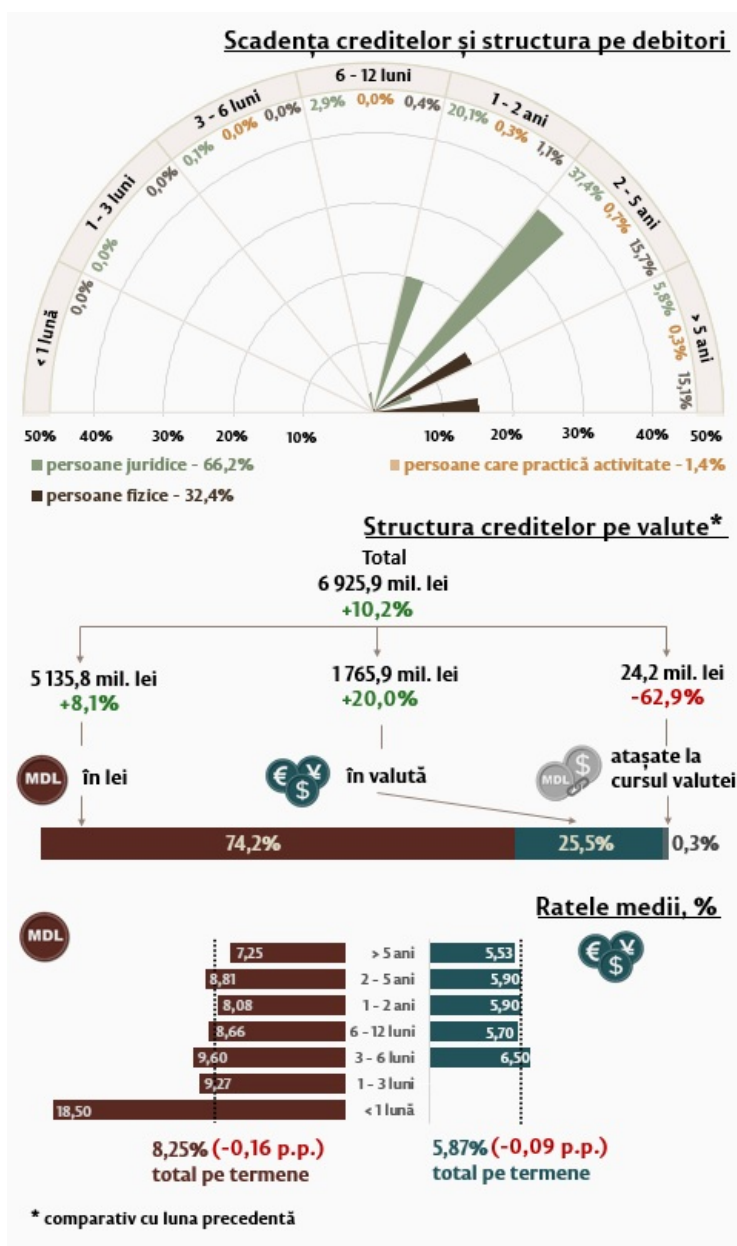 Scadența creditelor și structura pe debitori
< 1 lună
1 - 3 luni
3 - 6 luni
6 - 12 luni
1 - 2 ani
2 - 5 ani
> 5 ani
0,0%
0,0%
0,0%
0,1%
0,0%
0,0%
2,9%
0,0%
0,4%
20,1%
0,3%
1,1%
37,4%
0,7%
15,7%
5,8%
0,3%
15,1%
50% 40% 30% 20% 10% 10% 20% 30% 40% 50%
persoane juridice - 66,2%
persoane care practică activitate - 1,4%
persoane fizice - 32,4%
Structura creditelor pe valute*
Total
6 925,9 mil. lei
+10,2%
5 135,8 mil. lei
+8,1%
1 765,9 mil. lei
+20,0%
24,2 mil. lei
-62,9%
MDL
în lei
€ ¥
$
în valută
MDL $
atașate la
cursul valutei
74,2% 25,5% 0,3%
Ratele medii, %
MDL
€ ¥
$
7,25 > 5 ani 5,53
8,81 2 - 5 ani 5,90
8,08 1 - 2 ani 5,90
8,66 6 - 12 luni 5,70
9,60 3 - 6 luni 6,50
9,27 1 - 3 luni
18,50 < 1 lună
8,25% (-0,16 p.p.)
total pe termene
5,87% (-0,09 p.p.)
total pe termene
* comparativ cu luna precedentă